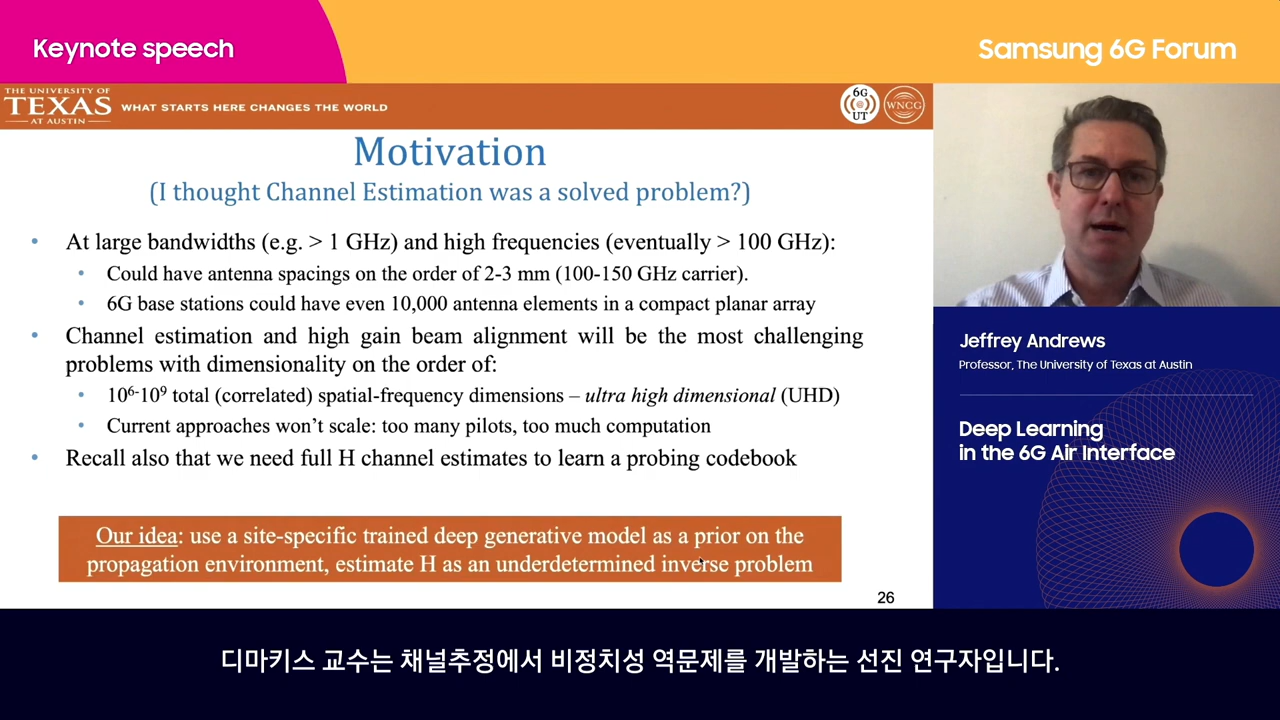 Keynote speech
Samsung 6G Forum
THE UNIVERSITY OF
TEXAS
AT AUSTIN
WHAT STARTS HERE CHANGES THE WORLD
6G
UT
WNCG
Motivation
(I thought Channel Estimation was a solved problem?)
• At large bandwidths (e.g. > 1 GHz) and high frequencies (eventually > 100 GHz):
• Could have antenna spacings on the order of 2-3 mm (100-150 GHz carrier).
• 6G base stations could have even 10,000 antenna elements in a compact planar array
• Channel estimation and high gain beam alignment will be the most challenging
problems with dimensionality on the order of:
• 10⁶-10⁹ total (correlated) spatial-frequency dimensions – ultra high dimensional (UHD)
• Current approaches won't scale: too many pilots, too much computation
• Recall also that we need full H channel estimates to learn a probing codebook
Our idea: use a site-specific trained deep generative model as a prior on the
propagation environment, estimate H as an underdetermined inverse problem
26
Jeffrey Andrews
Professor, The University of Texas at Austin
Deep Learning
in the 6G Air Interface
디마키스 교수는 채널추정에서 비정치성 역문제를 개발하는 선진 연구자입니다.